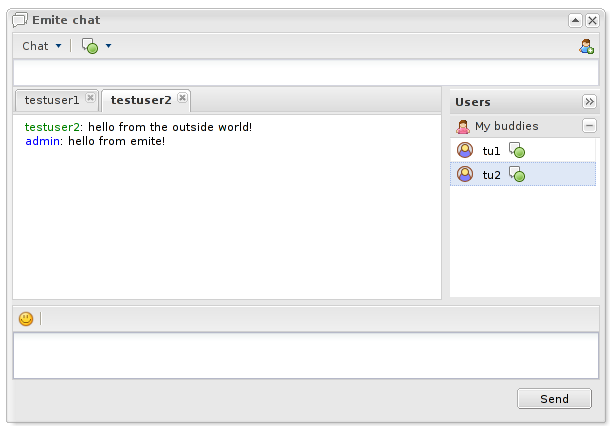 Emite chat
Chat
testuser1
testuser2
testuser2: hello from the outside world!
admin: hello from emite!
Users
My buddies
tu1
tu2
Send